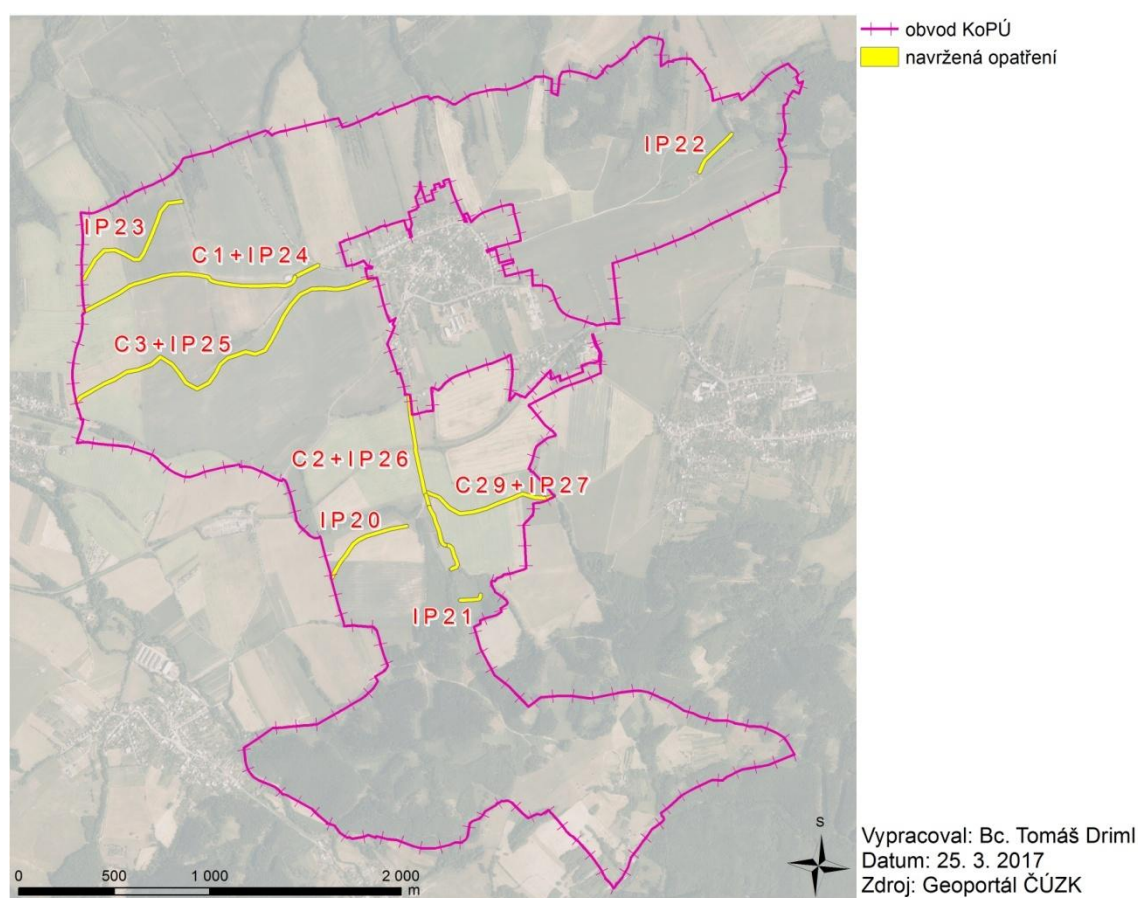 obvod KoPÚ
navržená opatření
IP22
IP23
C1+IP24
C3+IP25
C2+IP26
C29+IP27
IP20
IP21
S
0 500 1 000 2 000
m
Vypracoval: Bc. Tomáš Driml
Datum: 25. 3. 2017
Zdroj: Geoportál ČÚZK